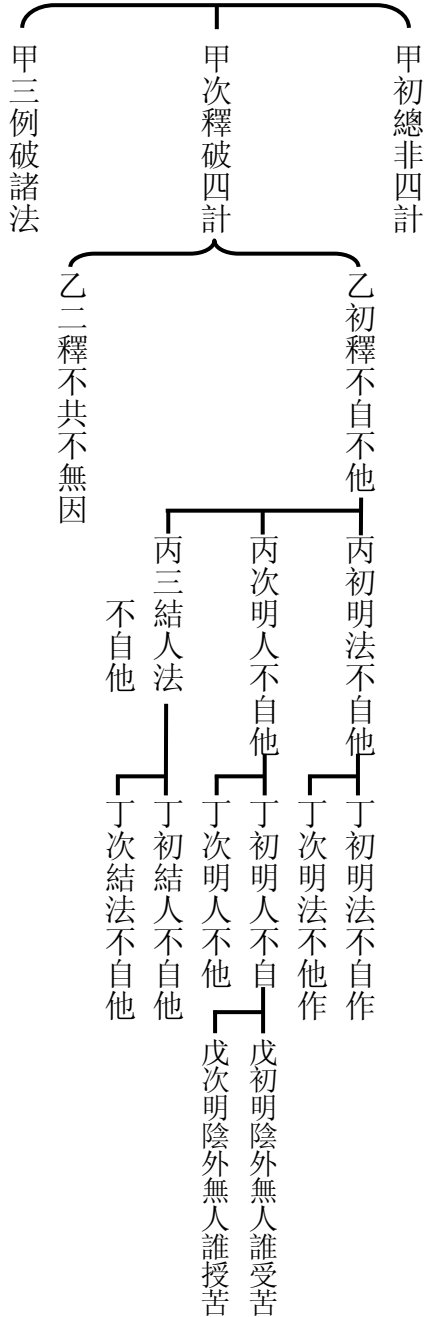 甲初總非四計
甲次釋破四計
甲三例破諸法
乙初釋不自不他
乙二釋不共不無因
丙初明法不自他
丙次明人不自他
丙三結人法
不自他
丁初明法不自作
丁次明法不他作
丁初明人不自
丁次明人不他
丁初結人不自他
丁次結法不自他
戊初明陰外無人誰受苦
戊次明陰外無人誰授苦